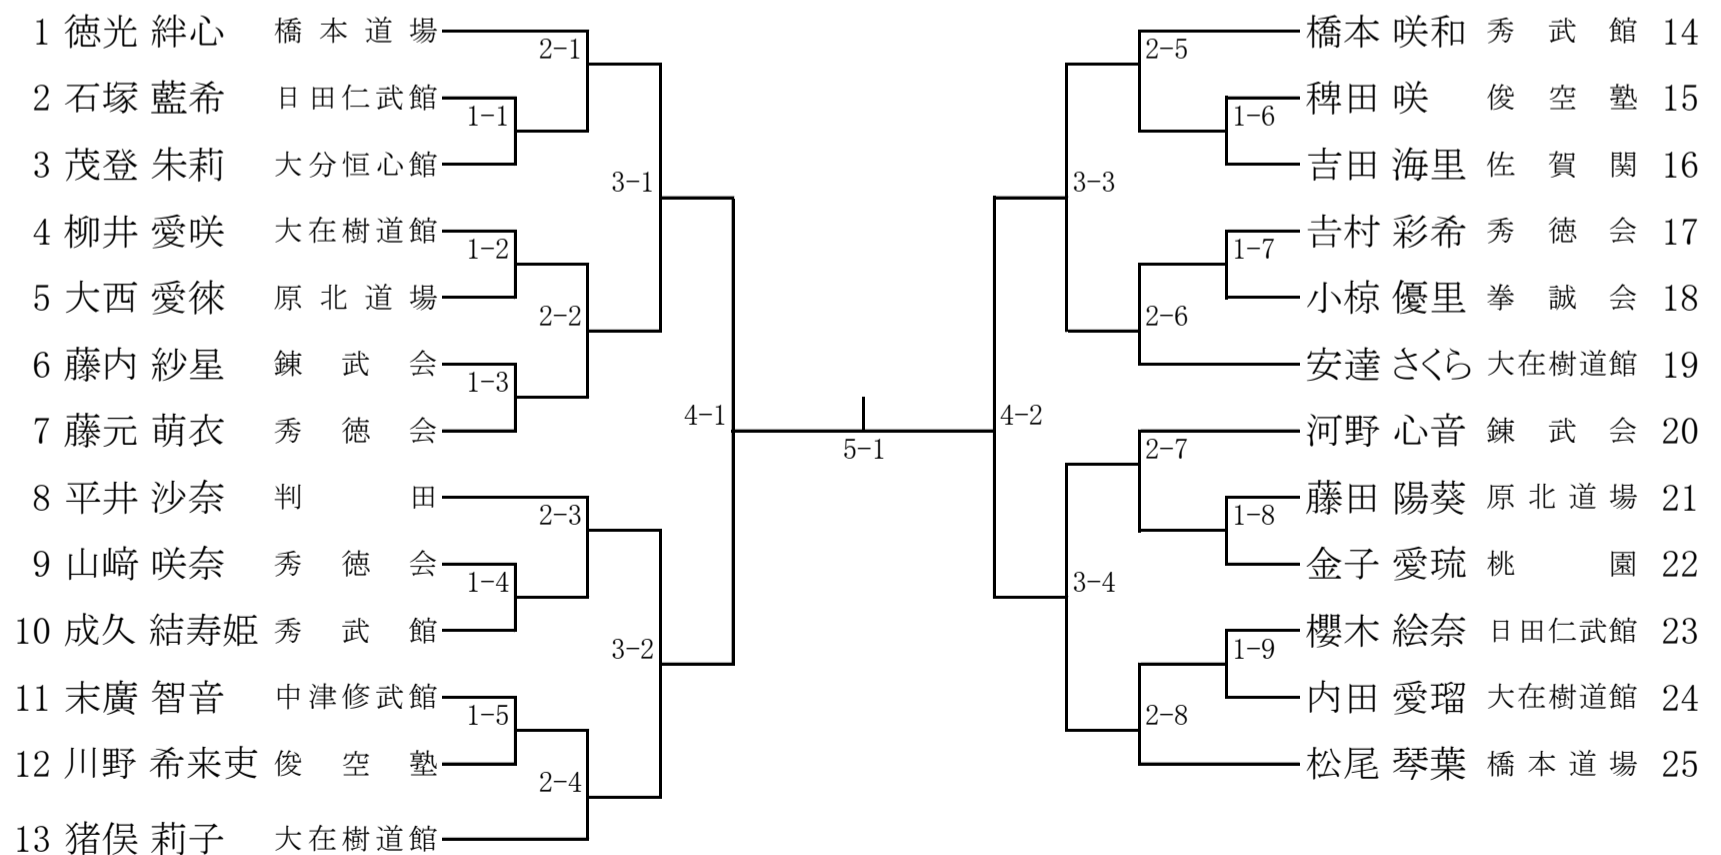 1 徳光 絆心 橋本道場
2-1
2 石塚 藍希 日田仁武館
1-1
3 茂登 朱莉 大分恒心館
3-1
4 柳井 愛咲 大在樹道館
1-2
5 大西 愛徠 原北道場
2-2
6 藤内 紗星 錬武会
1-3
7 藤元 萌衣 秀徳会
4-1
8 平井 沙奈 判田
2-3
9 山﨑 咲奈 秀徳会
1-4
10 成久 結寿姫 秀武館
3-2
11 末廣 智音 中津修武館
1-5
12 川野 希来吏 俊空塾
2-4
13 猪俣 莉子 大在樹道館
5-1
橋本 咲和 秀武館 14
2-5
稗田 咲 俊空塾 15
1-6
吉田 海里 佐賀関 16
3-3
𠮷村 彩希 秀徳会 17
1-7
小椋 優里 拳誠会 18
2-6
安達 さくら 大在樹道館 19
4-2
河野 心音 錬武会 20
2-7
藤田 陽葵 原北道場 21
1-8
金子 愛琉 桃園 22
3-4
櫻木 絵奈 日田仁武館 23
1-9
内田 愛瑠 大在樹道館 24
2-8
松尾 琴葉 橋本道場 25